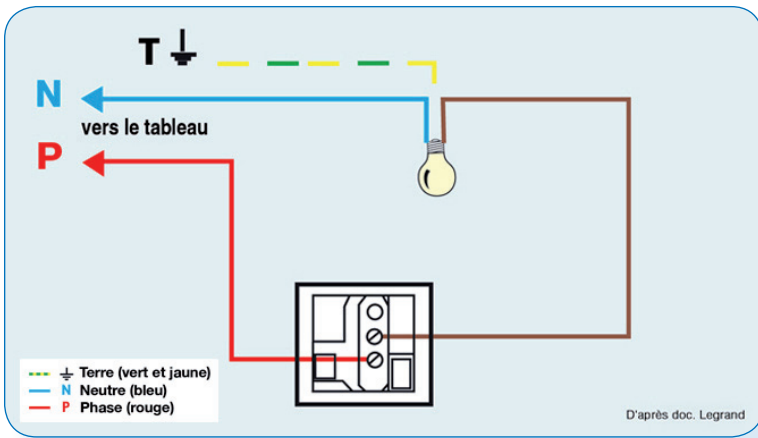 T
N
vers le tableau
P
Terre (vert et jaune)
N Neutre (bleu)
P Phase (rouge)
D'après doc. Legrand